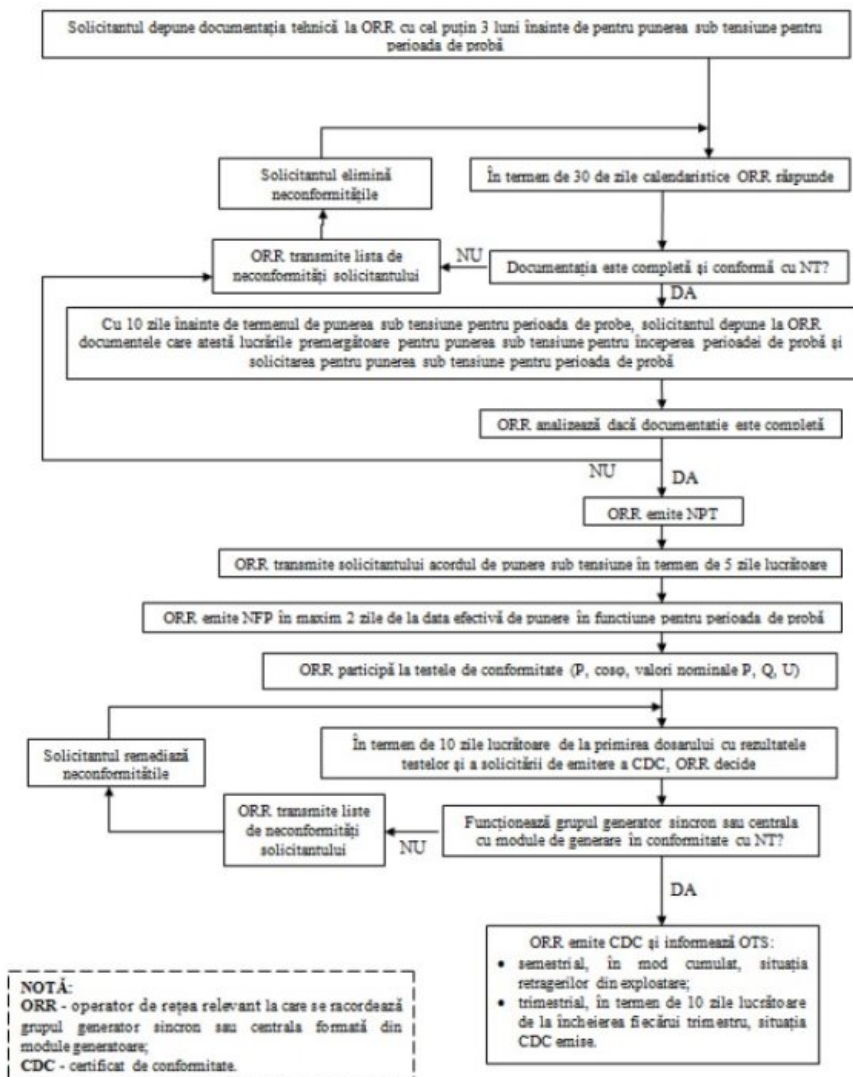 Solicitantul depune documentația tehnică la ORR cu cel puțin 3 luni înainte de pentru punerea sub tensiune pentru
perioada de probă
Solicitantul elimină
neconformitățile
În termen de 30 de zile calendaristice ORR răspunde
ORR transmite lista de
neconformități solicitantului
NU
Documentația este completă și conformă cu NT?
DA
Cu 10 zile înainte de termenul de punerea sub tensiune pentru perioada de probe, solicitantul depune la ORR
documentele care atestă lucrările premergătoare pentru punerea sub tensiune pentru începerea perioadei de probă și
solicitarea pentru punerea sub tensiune pentru perioada de probă
ORR analizează dacă documentatie este completă
NU
DA
ORR emite NPT
ORR transmite solicitantului acordul de punere sub tensiune în termen de 5 zile lucrătoare
ORR emite NFP în maxim 2 zile de la data efectivă de punere în functiune pentru perioada de probă
ORR participă la testele de conformitate (P, cosφ, valori nominale P, Q, U)
Solicitantul remediază
neconformitătile
În termen de 10 zile lucrătoare de la primirea dosarului cu rezultatele
testelor și a solicitării de emitere a CDC, ORR decide
ORR transmite liste
de neconformități
solicitantului
NU
Funcționează grupul generator sincron sau centrala
cu module de generare în conformitate cu NT?
DA
ORR emite CDC și informează OTS:
• semestrial, în mod cumulat, situația
retragerilor din exploatare;
• trimestrial, în termen de 10 zile lucrătoare
de la încheierea fiecărui trimestru, situația
CDC emise.
NOTĂ:
ORR - operator de rețea relevant la care se racordează
grupul generator sincron sau centrala formată din
module generatoare;
CDC - certificat de conformitate.